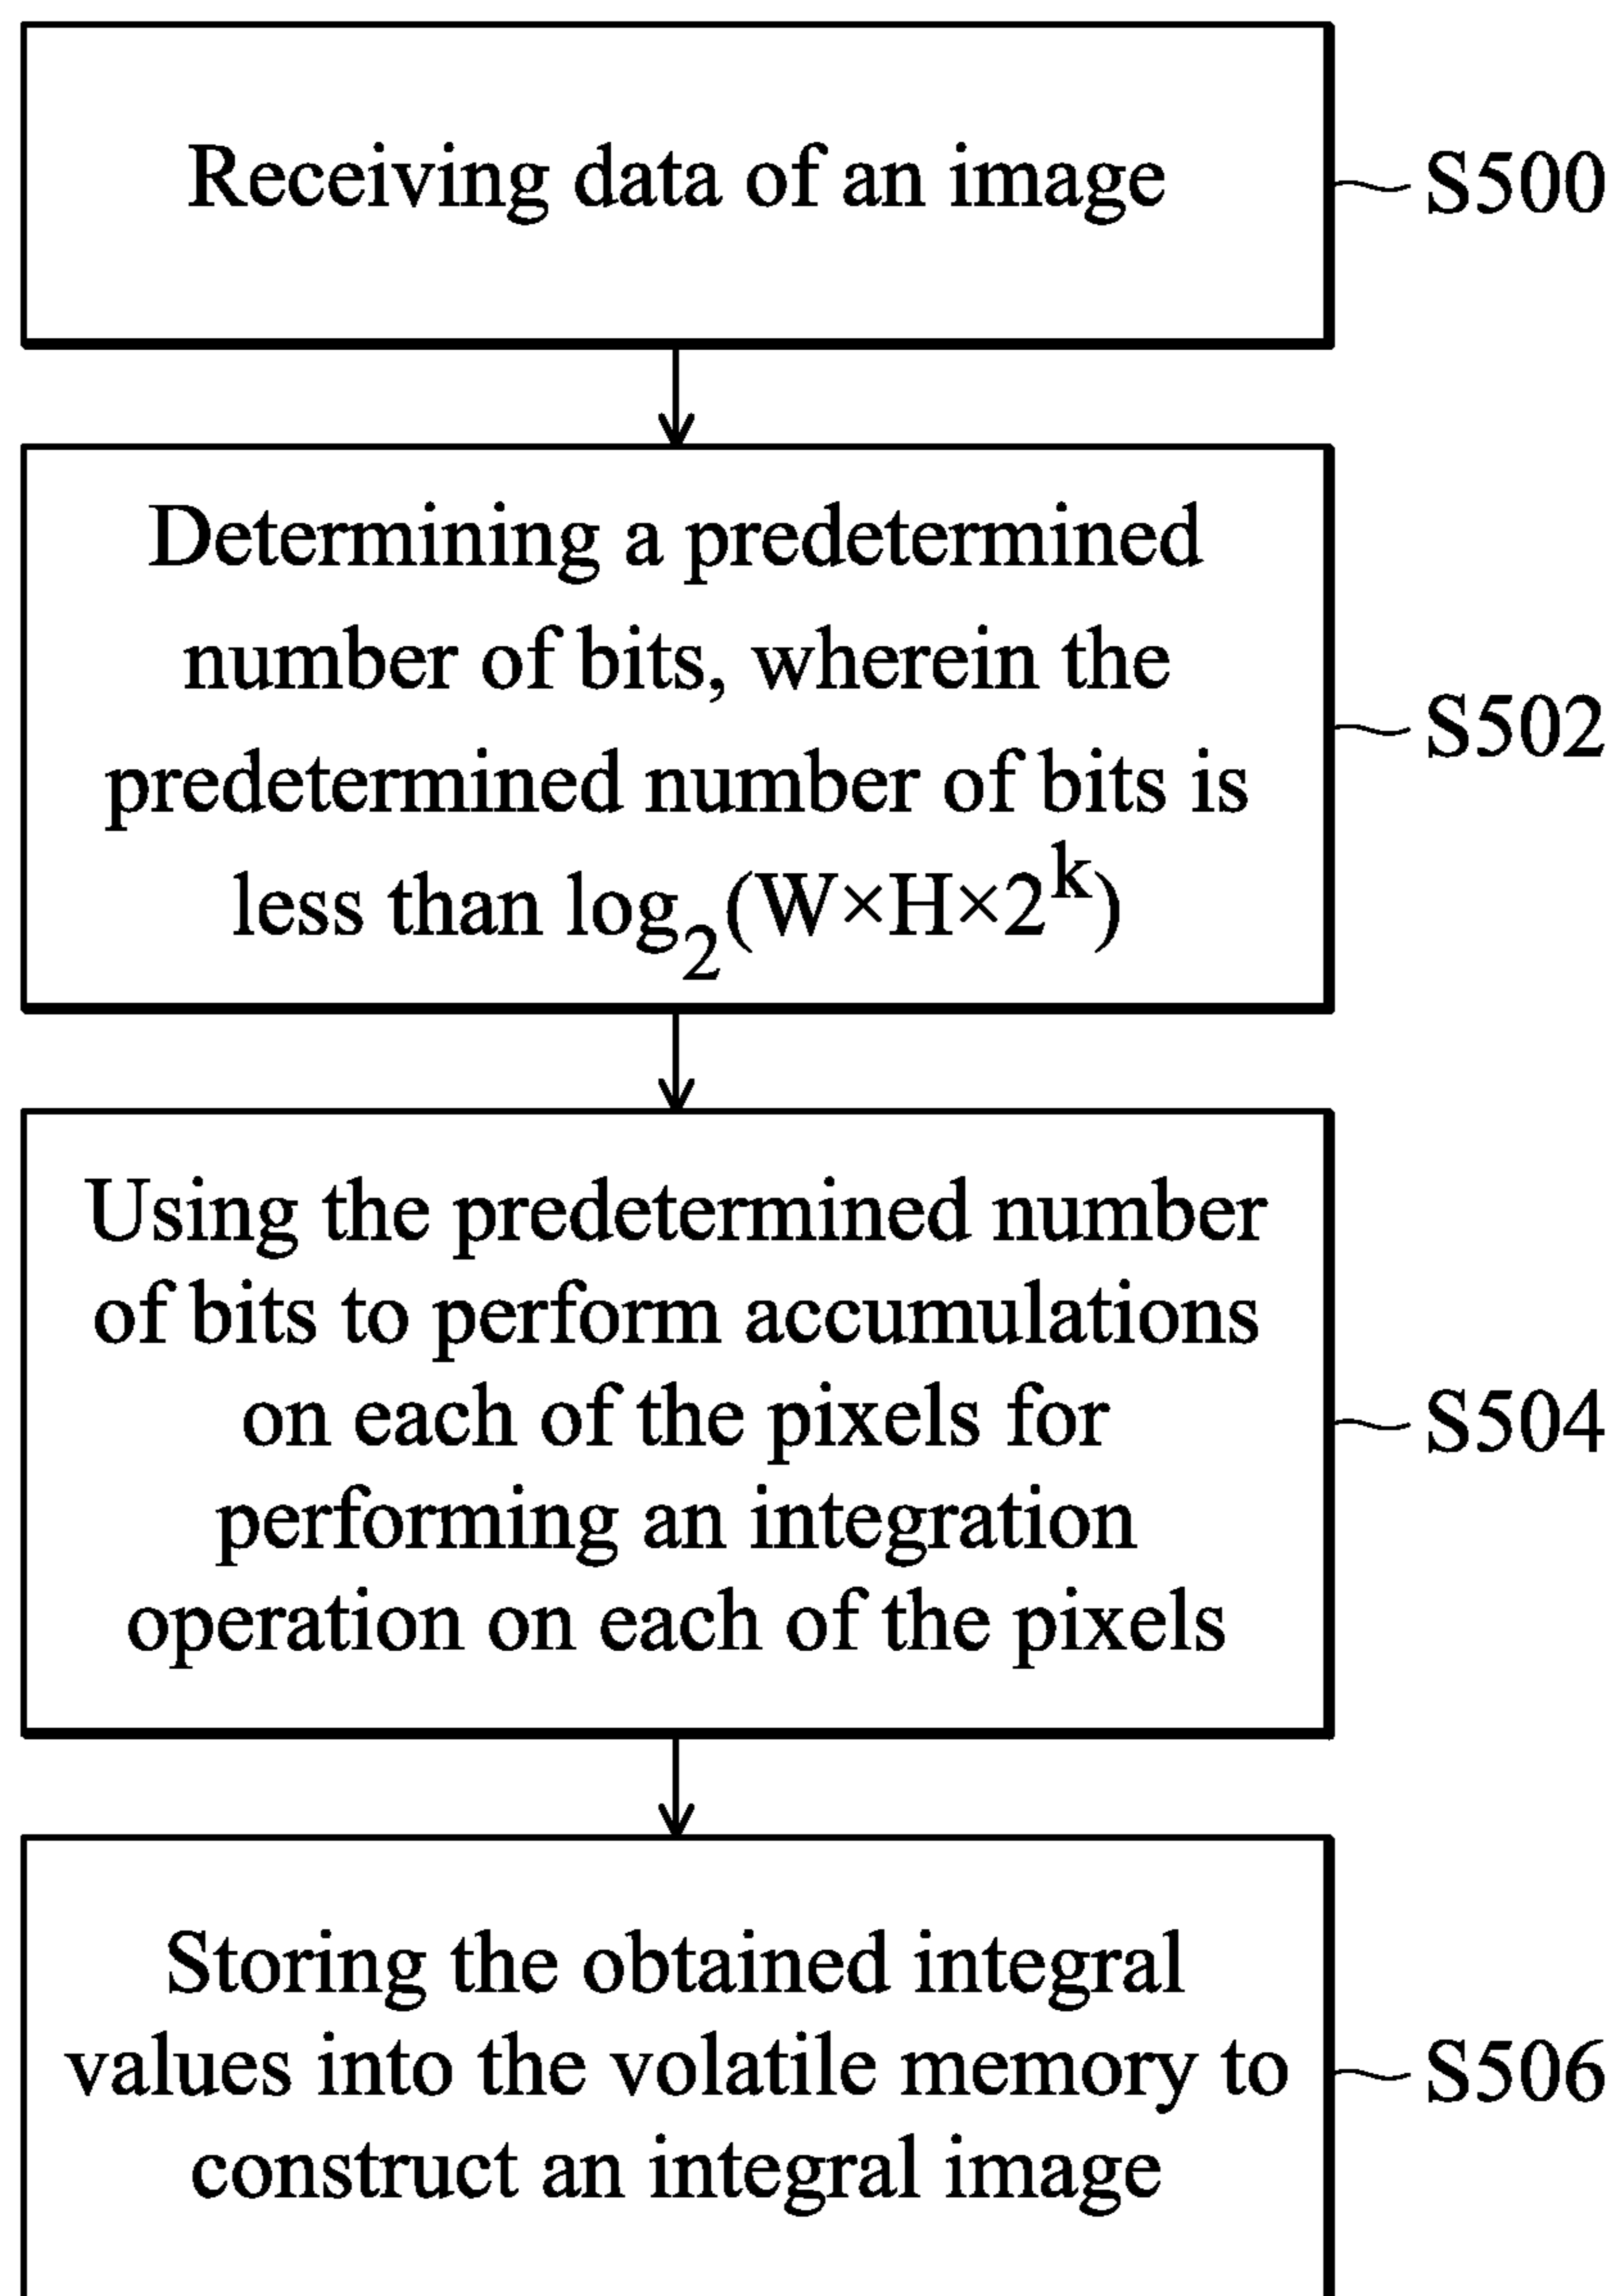 Receiving data of an image
S500
Determining a predetermined
number of bits, wherein the
predetermined number of bits is
less than log₂(W×H×2ᵏ)
S502
Using the predetermined number
of bits to perform accumulations
on each of the pixels for
performing an integration
operation on each of the pixels
S504
Storing the obtained integral
values into the volatile memory to
construct an integral image
S506